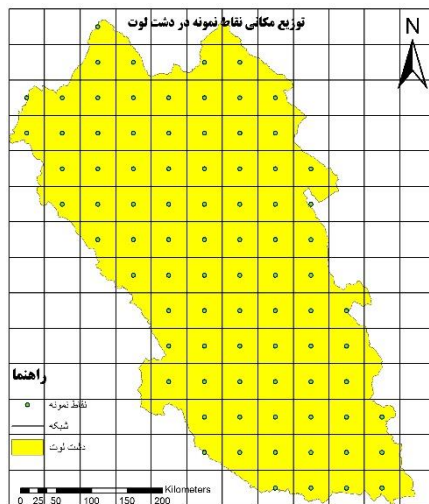 توزیع مکانی نقاط نمونه در دشت لوت
N
راهنما
نقاط نمونه
شبکه
دشت لوت
Kilometers
0 25 50 100 150 200